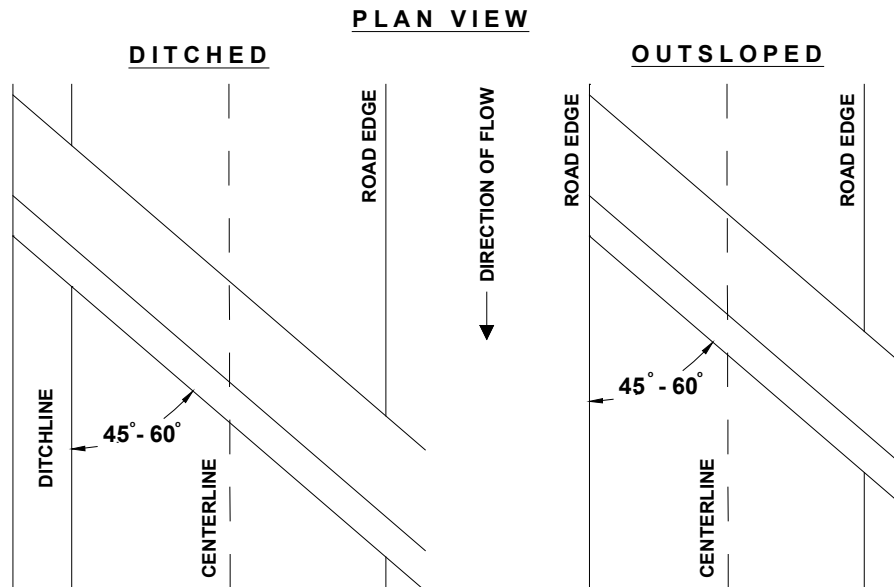 PLAN VIEW
DITCHED
OUTSLOPED
ROAD EDGE
DIRECTION OF FLOW
ROAD EDGE
ROAD EDGE
45° - 60°
45° - 60°
DITCHLINE
CENTERLINE
CENTERLINE